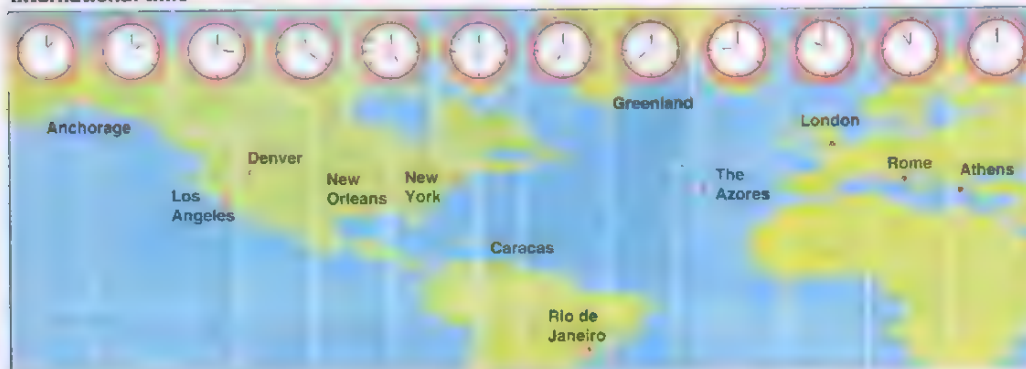 Anchorage
Denver
Los
Angeles
New
Orleans
New
York
Caracas
Rio de
Janeiro
Greenland
The
Azores
London
Rome
Athens